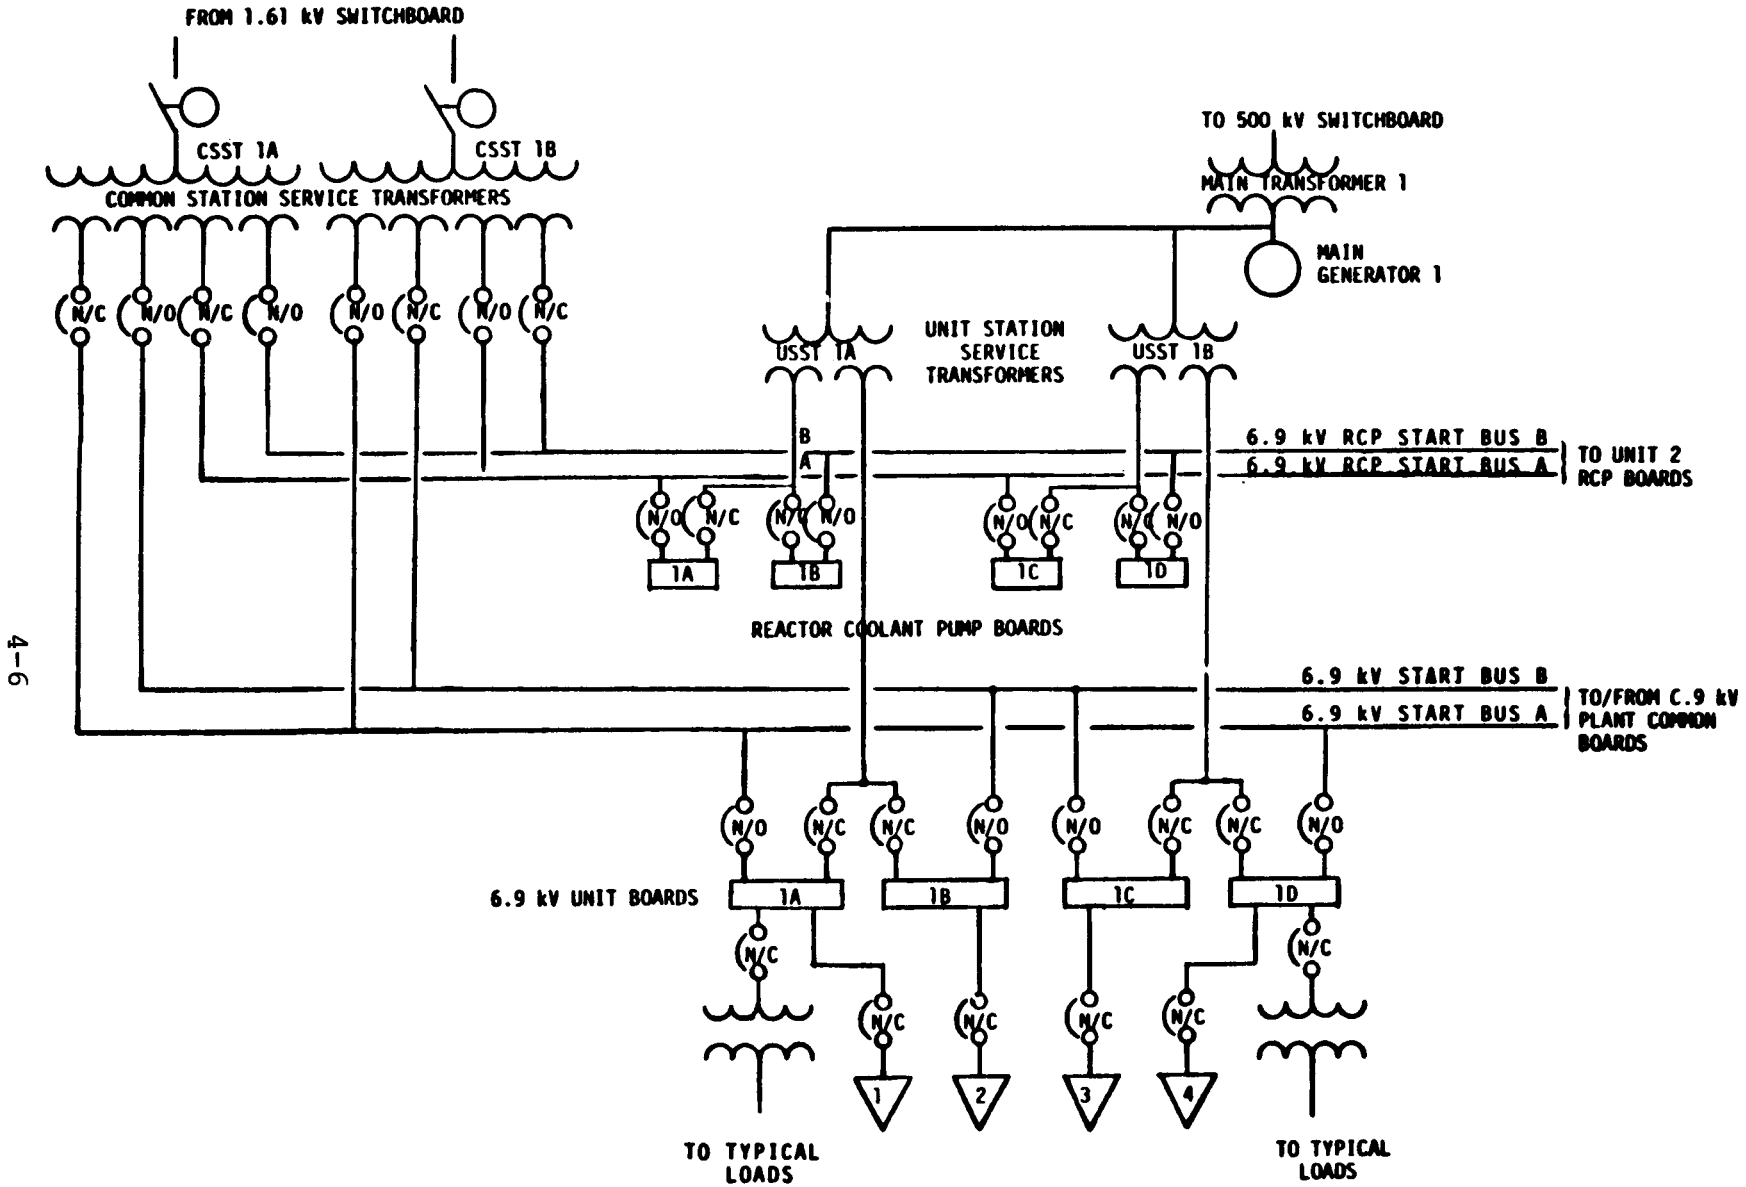 FROM 1.61 kV SWITCHBOARD
TO 500 kV SWITCHBOARD
CSST 1A
CSST 1B
MAIN TRANSFORMER 1
COMMON STATION SERVICE TRANSFORMERS
MAIN
GENERATOR 1
N/C
N/O
N/C
N/O
N/O
N/C
N/O
N/C
USST 1A
UNIT STATION
SERVICE
TRANSFORMERS
USST 1B
B
A
6.9 kV RCP START BUS B
6.9 kV RCP START BUS A
TO UNIT 2
RCP BOARDS
N/O
N/C
N/C
N/O
N/O
N/C
N/C
N/O
1A
1B
1C
1D
REACTOR COOLANT PUMP BOARDS
4-6
6.9 kV START BUS B
6.9 kV START BUS A
TO/FROM C.9 kV
PLANT COMMON
BOARDS
N/O
N/C
N/C
N/O
N/O
N/C
N/C
N/O
6.9 kV UNIT BOARDS
1A
1B
1C
1D
N/C
N/C
N/C
N/C
N/C
N/C
1
2
3
4
TO TYPICAL
LOADS
TO TYPICAL
LOADS